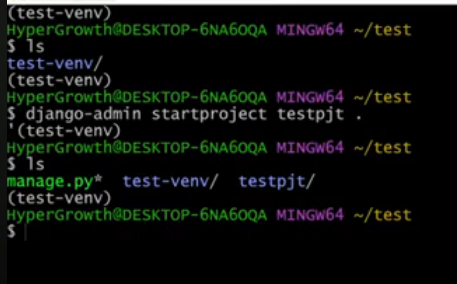 (test-venv)
HyperGrowth@DESKTOP-6NA6OQA MINGW64 ~/test
$ ls
test-venv/
(test-venv)
HyperGrowth@DESKTOP-6NA6OQA MINGW64 ~/test
$ django-admin startproject testpjt .
'(test-venv)
HyperGrowth@DESKTOP-6NA6OQA MINGW64 ~/test
$ ls
manage.py* test-venv/ testpjt/
(test-venv)
HyperGrowth@DESKTOP-6NA6OQA MINGW64 ~/test
$